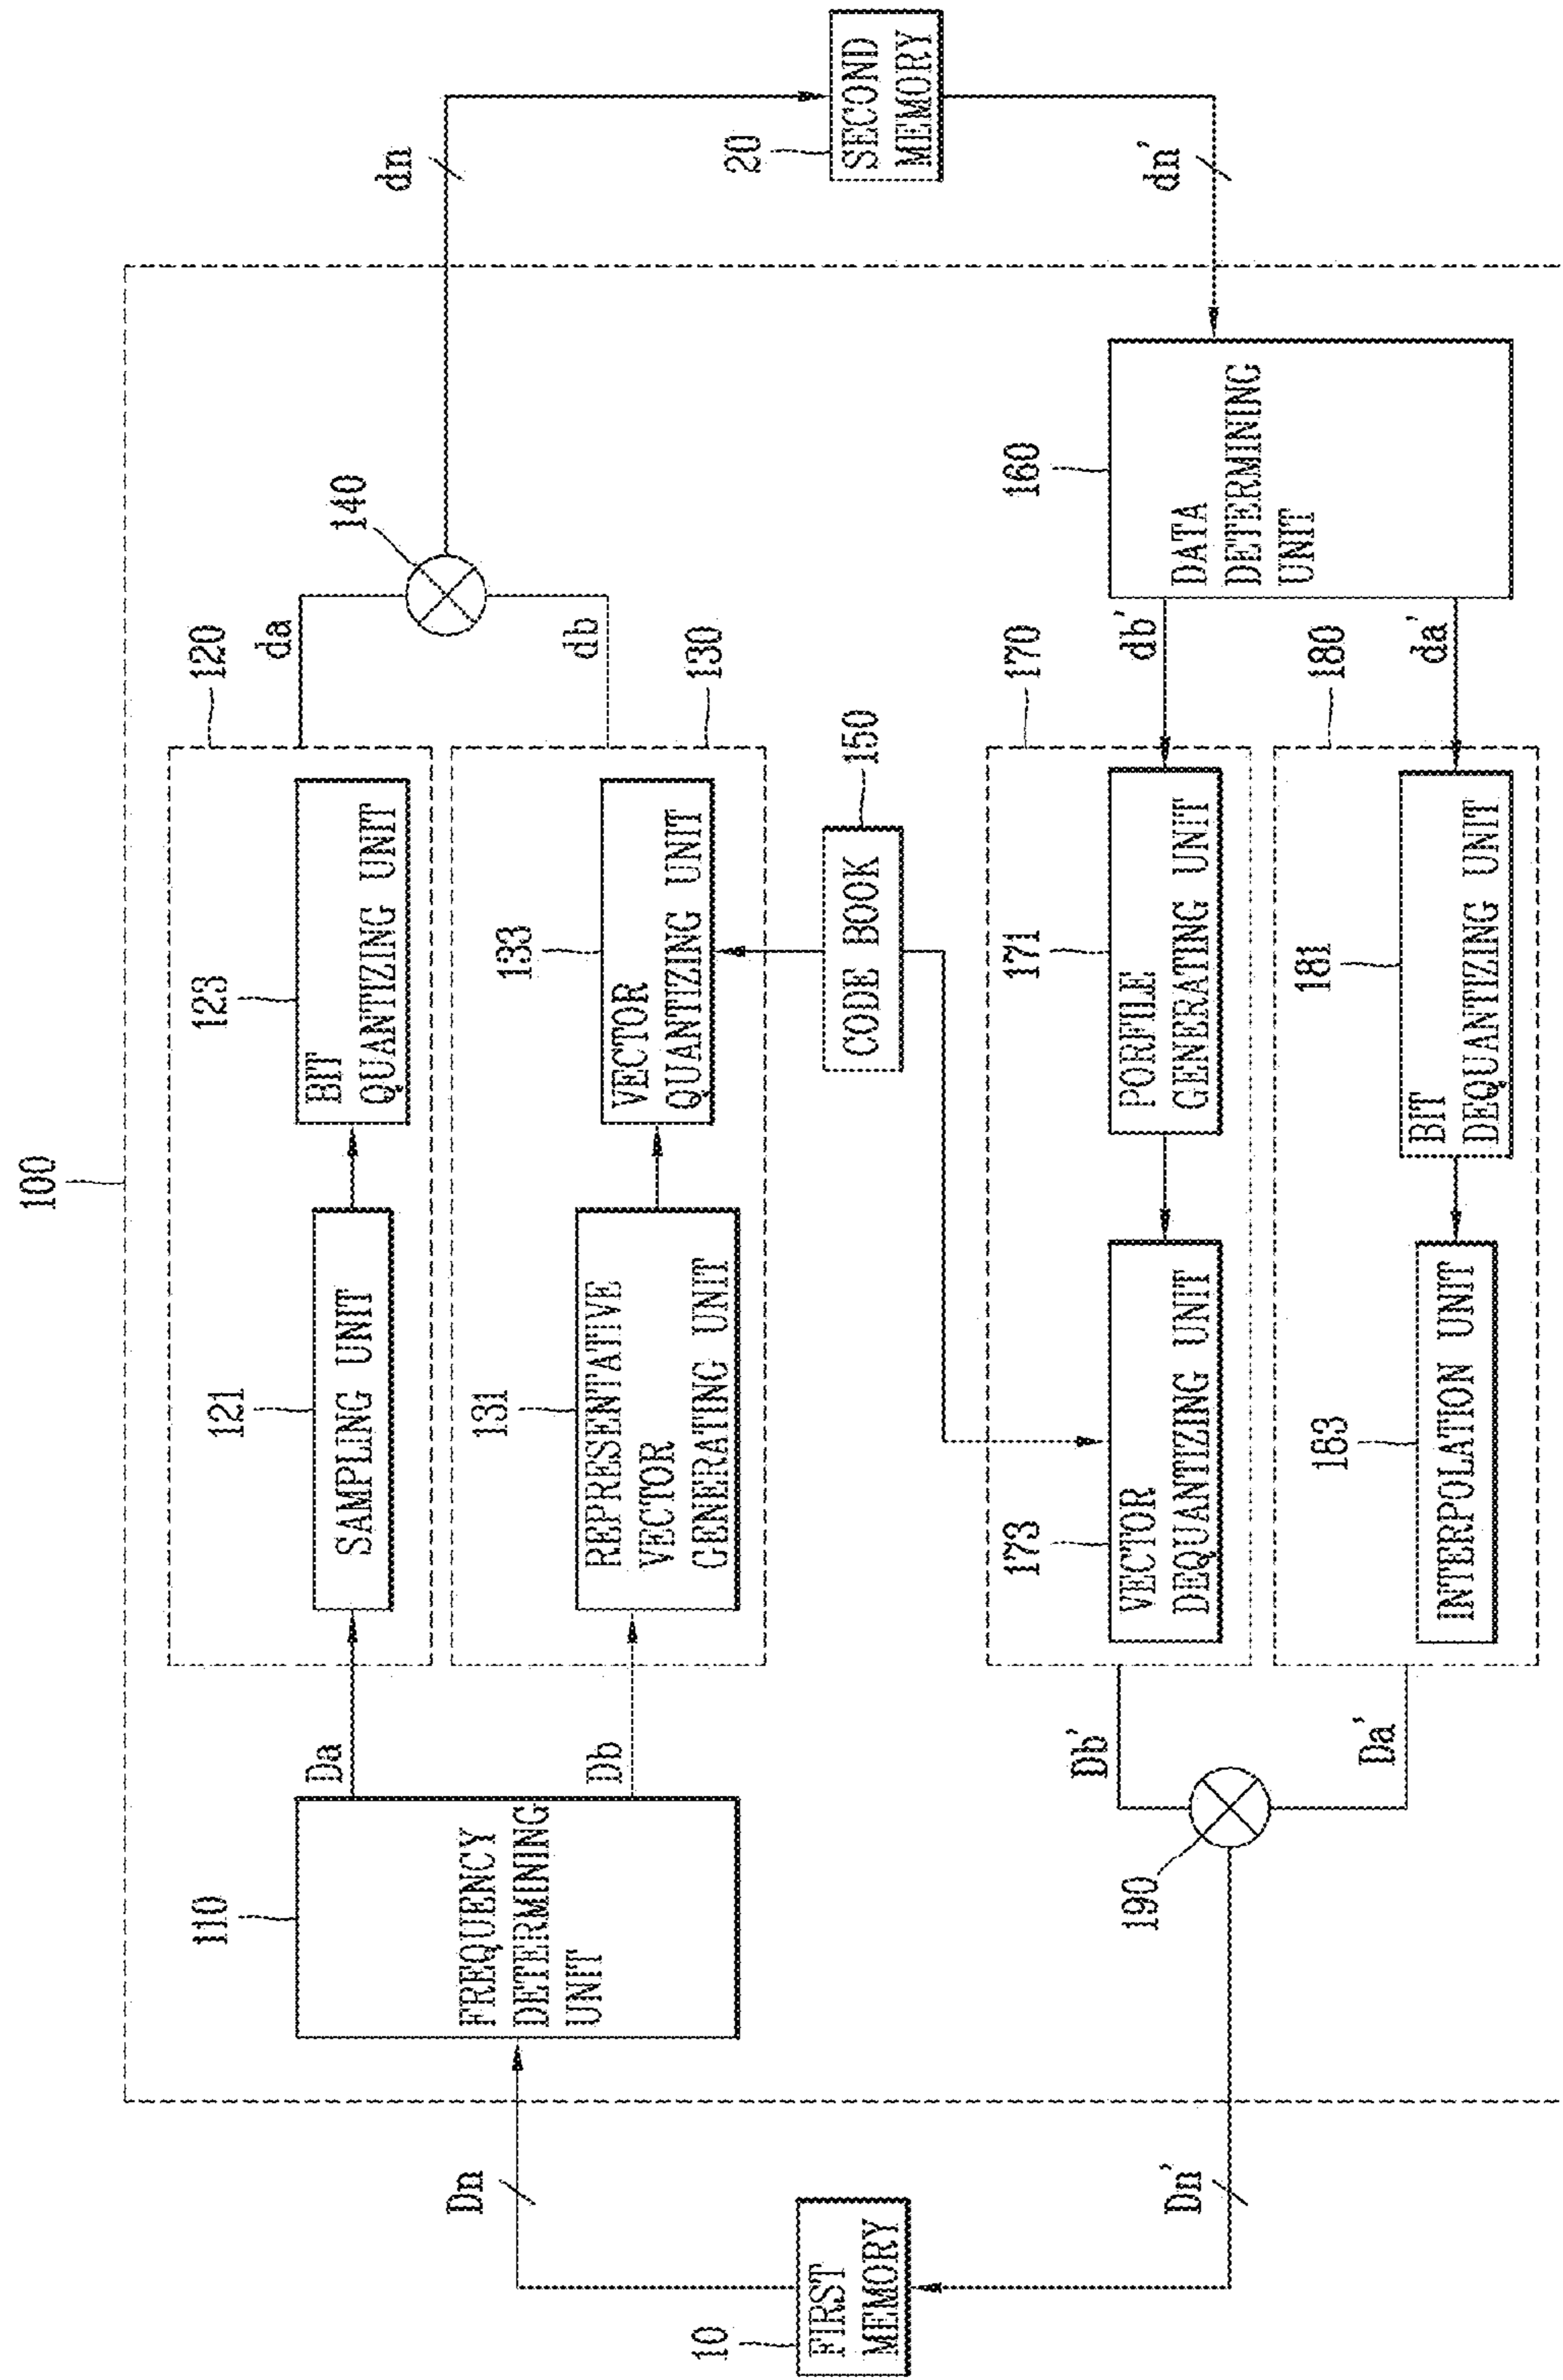 100
110
FREQUENCY
DETERMINING
UNIT
Da
Db
120
121
SAMPLING UNIT
123
BIT
QUANTIZING UNIT
da
130
131
REPRESENTATIVE
VECTOR
GENERATING UNIT
133
VECTOR
QUANTIZING UNIT
db
140
dn
Dn
10
FIRST
MEMORY
Dn'
20
SECOND
MEMORY
dn'
150
CODE BOOK
160
DATA
DETERMINING
UNIT
db'
da'
170
171
PORFILE
GENERATING UNIT
173
VECTOR
DEQUANTIZING UNIT
180
181
BIT
DEQUANTIZING UNIT
183
INTERPOLATION UNIT
Db'
Da'
190